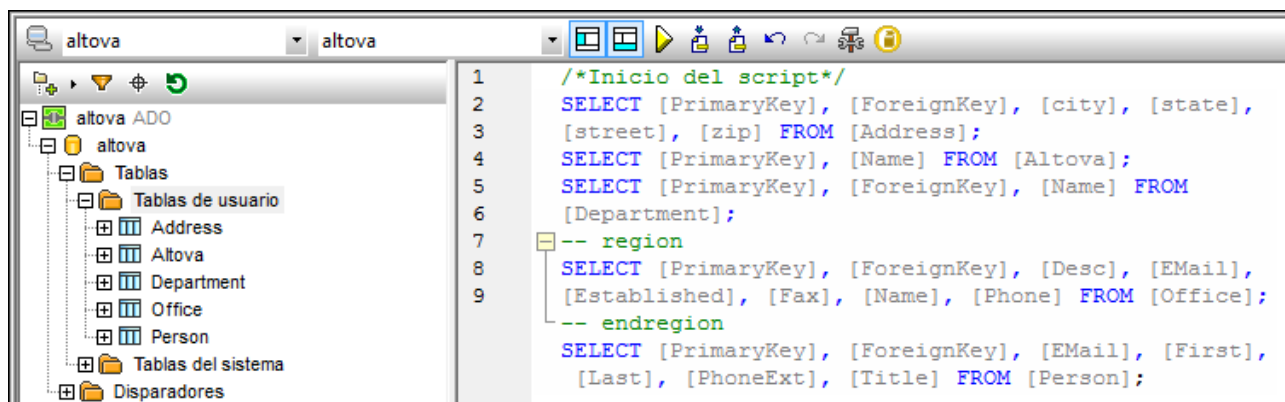 altova altova
altova ADO
altova
Tablas
Tablas de usuario
Address
Altova
Department
Office
Person
Tablas del sistema
Disparadores
1 /*Inicio del script*/
2 SELECT [PrimaryKey], [ForeignKey], [city], [state],
3 [street], [zip] FROM [Address];
4 SELECT [PrimaryKey], [Name] FROM [Altova];
5 SELECT [PrimaryKey], [ForeignKey], [Name] FROM
6 [Department];
7 -- region
8 SELECT [PrimaryKey], [ForeignKey], [Desc], [EMail],
9 [Established], [Fax], [Name], [Phone] FROM [Office];
-- endregion
SELECT [PrimaryKey], [ForeignKey], [EMail], [First],
[Last], [PhoneExt], [Title] FROM [Person];